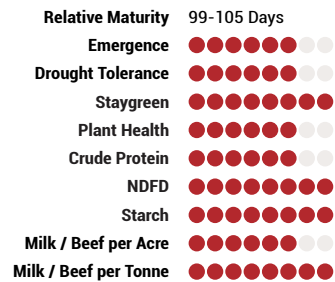 Relative Maturity 99-105 Days
Emergence
Drought Tolerance
Staygreen
Plant Health
Crude Protein
NDFD
Starch
Milk / Beef per Acre
Milk / Beef per Tonne